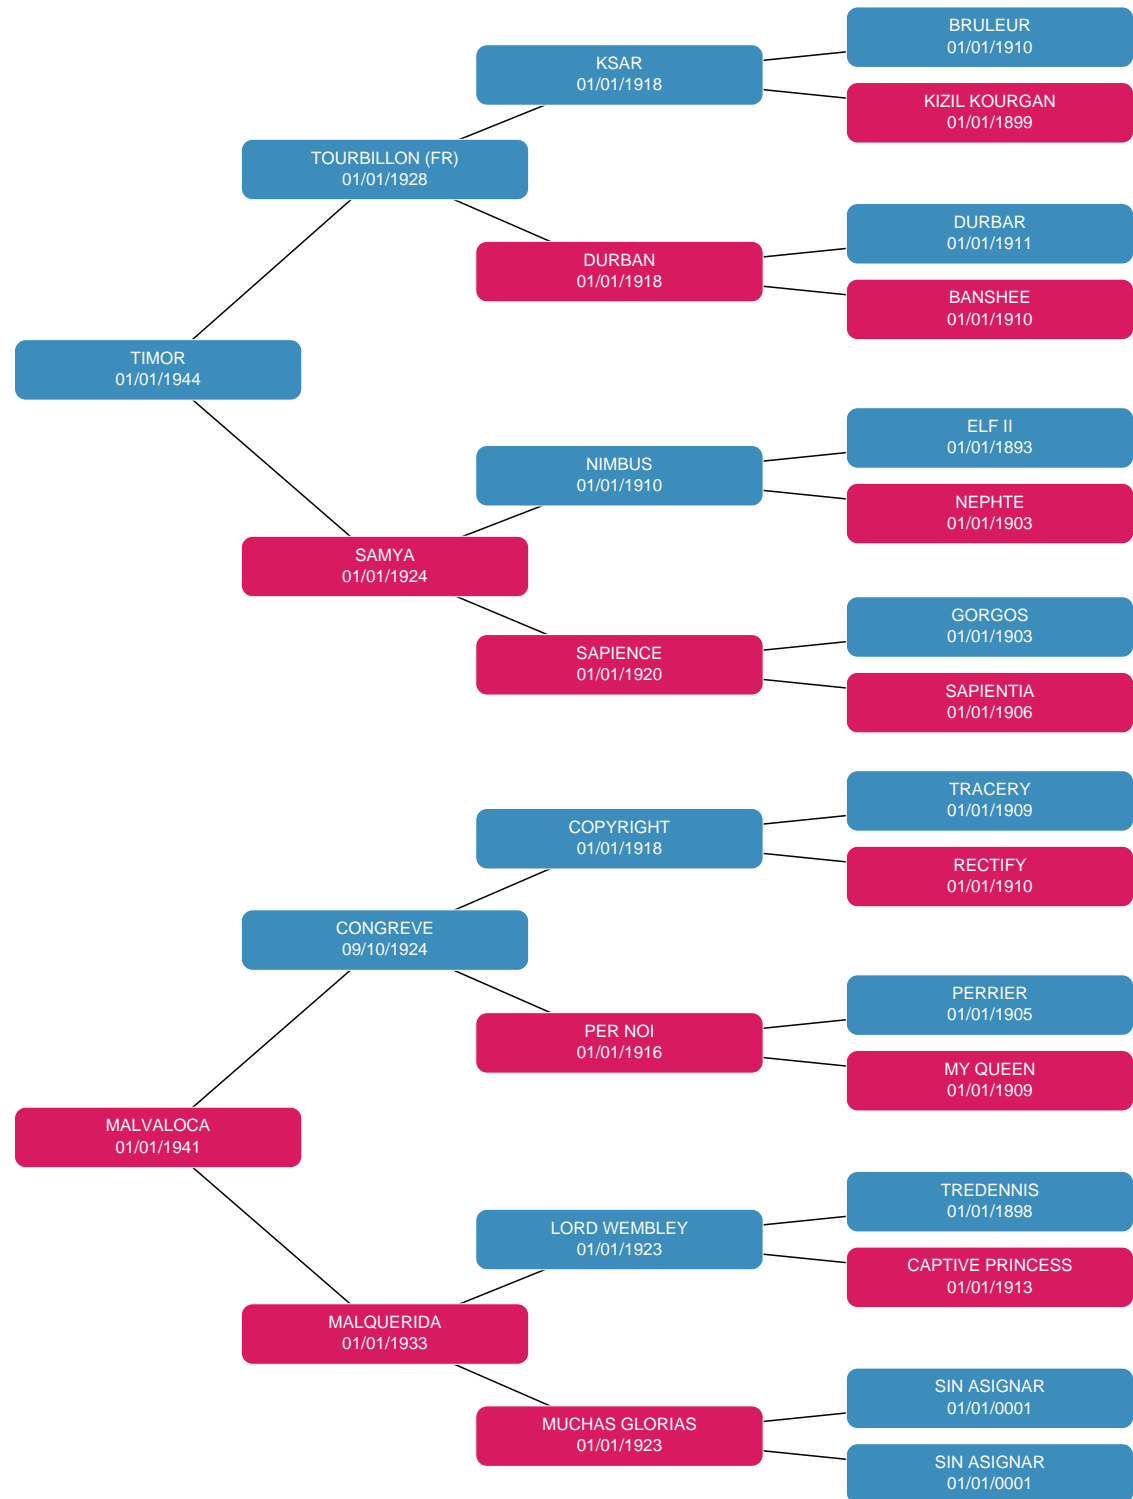 BRULEUR
01/01/1910
KSAR
01/01/1918
KIZIL KOURGAN
01/01/1899
TOURBILLON (FR)
01/01/1928
DURBAR
01/01/1911
DURBAN
01/01/1918
BANSHEE
01/01/1910
TIMOR
01/01/1944
ELF II
01/01/1893
NIMBUS
01/01/1910
NEPHTE
01/01/1903
SAMYA
01/01/1924
GORGOS
01/01/1903
SAPIENCE
01/01/1920
SAPIENTIA
01/01/1906
TRACERY
01/01/1909
COPYRIGHT
01/01/1918
RECTIFY
01/01/1910
CONGREVE
09/10/1924
PERRIER
01/01/1905
PER NOI
01/01/1916
MY QUEEN
01/01/1909
MALVALOCA
01/01/1941
TREDENNIS
01/01/1898
LORD WEMBLEY
01/01/1923
CAPTIVE PRINCESS
01/01/1913
MALQUERIDA
01/01/1933
SIN ASIGNAR
01/01/0001
MUCHAS GLORIAS
01/01/1923
SIN ASIGNAR
01/01/0001